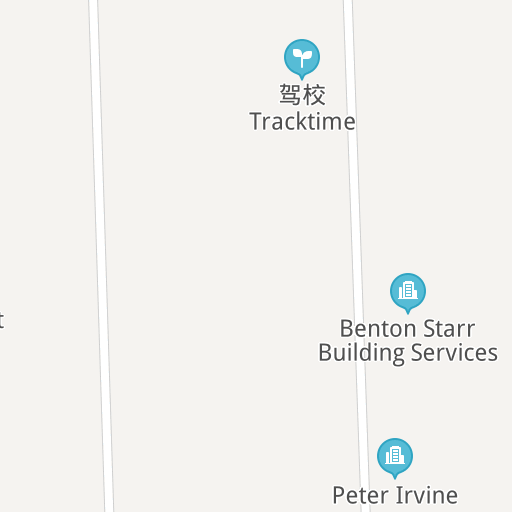 驾校
Tracktime
Benton Starr
Building Services
Peter Irvine